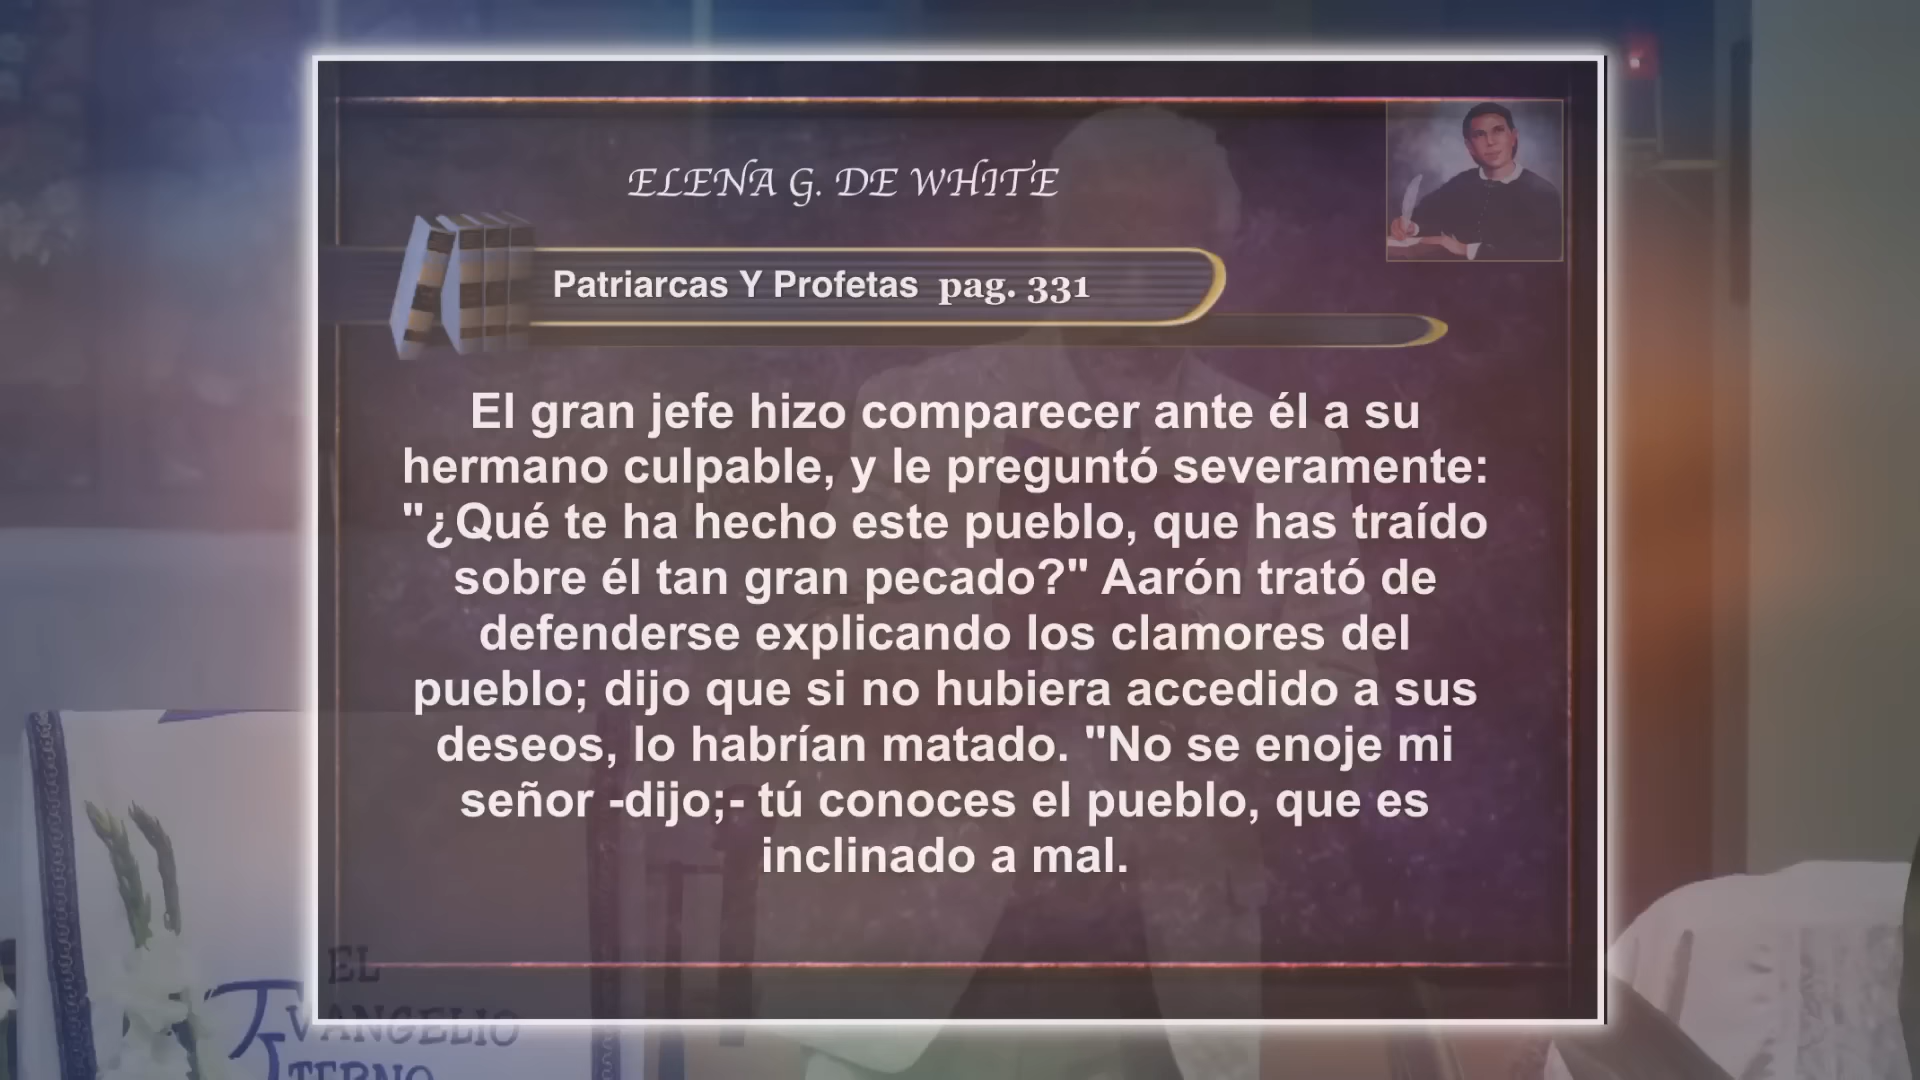 ELENA G. DE WHITE
Patriarcas Y Profetas pag. 331
El gran jefe hizo comparecer ante él a su
hermano culpable, y le preguntó severamente:
"¿Qué te ha hecho este pueblo, que has traído
sobre él tan gran pecado?" Aarón trató de
defenderse explicando los clamores del
pueblo; dijo que si no hubiera accedido a sus
deseos, lo habrían matado. "No se enoje mi
señor -dijo;- tú conoces el pueblo, que es
inclinado a mal.
EL
EVANGELIO
ETERNO